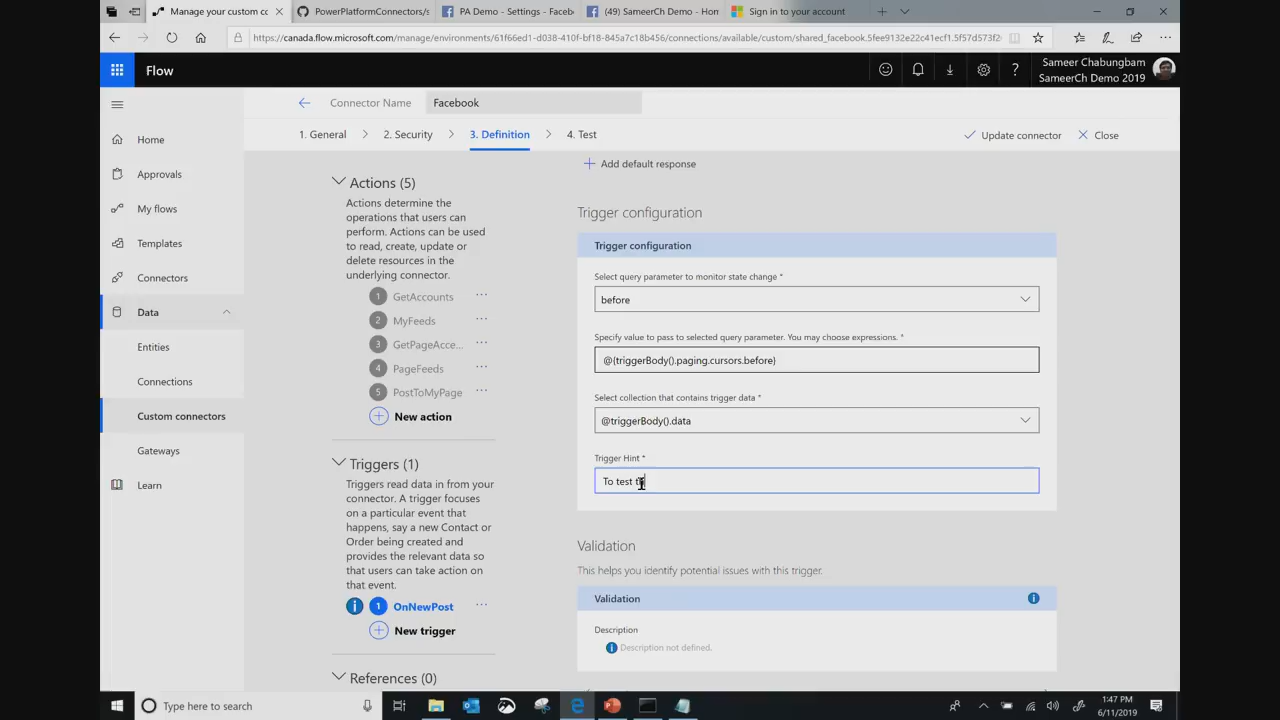 Manage your custom co
PowerPlatformConnectors/s
PA Demo - Settings - Facebo
(49) SameerCh Demo - Hon
Sign in to your account
https://canada.flow.microsoft.com/manage/environments/61f66ed1-d038-410f-bf18-845a7c18b456/connections/available/custom/shared_facebook.5fee9132e22c41ecf1.5f57d573f2
Flow
Sameer Chabungbam
SameerCh Demo 2019
Connector Name
Facebook
1. General
2. Security
3. Definition
4. Test
Update connector
Close
Home
Approvals
My flows
Templates
Connectors
Data
Entities
Connections
Custom connectors
Gateways
Learn
Actions (5)
Actions determine the
operations that users can
perform. Actions can be used
to read, create, update or
delete resources in the
underlying connector.
1 GetAccounts ...
2 MyFeeds ...
3 GetPageAcce... ...
4 PageFeeds ...
5 PostToMyPage ...
New action
Triggers (1)
Triggers read data in from your
connector. A trigger focuses
on a particular event that
happens, say a new Contact or
Order being created and
provides the relevant data so
that users can take action on
that event.
1 OnNewPost ...
New trigger
References (0)
Add default response
Trigger configuration
Trigger configuration
Select query parameter to monitor state change *
before
Specify value to pass to selected query parameter. You may choose expressions. *
@{triggerBody().paging.cursors.before}
Select collection that contains trigger data *
@triggerBody().data
Trigger Hint *
To test
Validation
This helps you identify potential issues with this trigger.
Validation
Description
Description not defined.
Type here to search
1:47 PM
6/11/2019